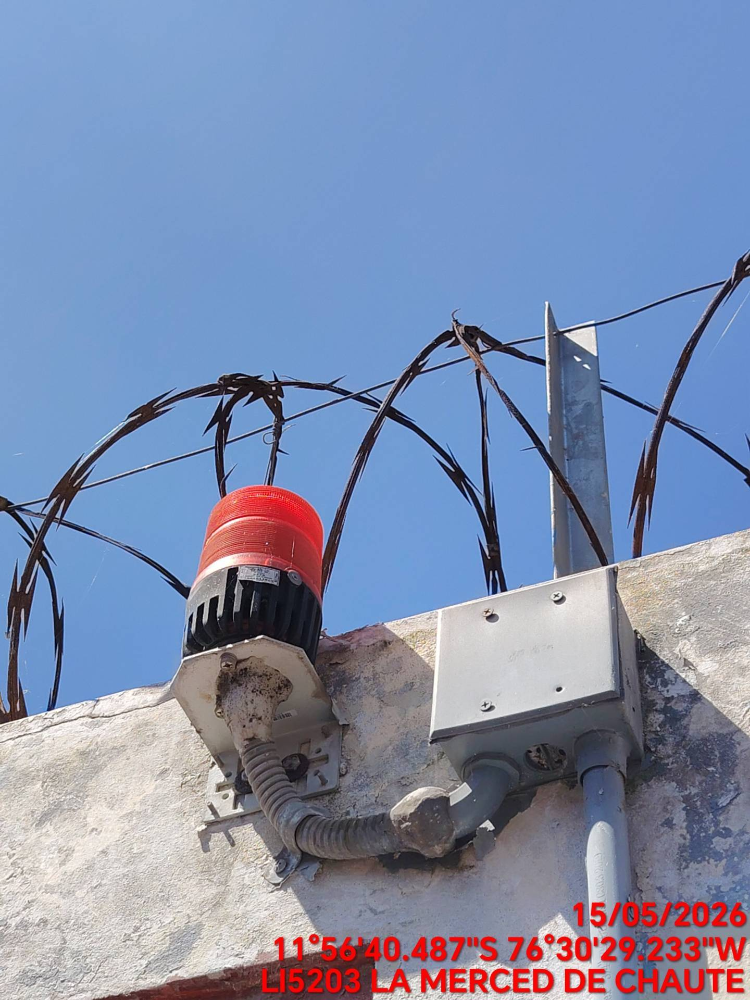 15/05/2026
11°56'40.487"S 76°30'29.233"W
LI5203 LA MERCED DE CHAUTE